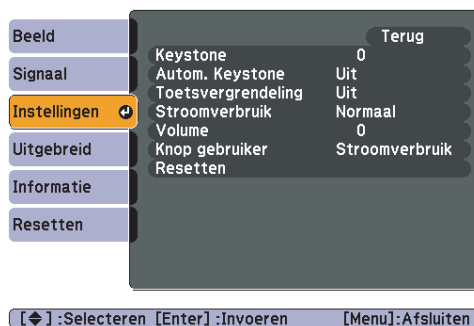 Beeld
Signaal
Instellingen
Uitgebreid
Informatie
Resetten
Terug
Keystone 0
Autom. Keystone Uit
Toetsvergrendeling Uit
Stroomverbruik Normaal
Volume 0
Knop gebruiker Stroomverbruik
Resetten
[◆] :Selecteren [Enter] :Invoeren [Menu]:Afsluiten